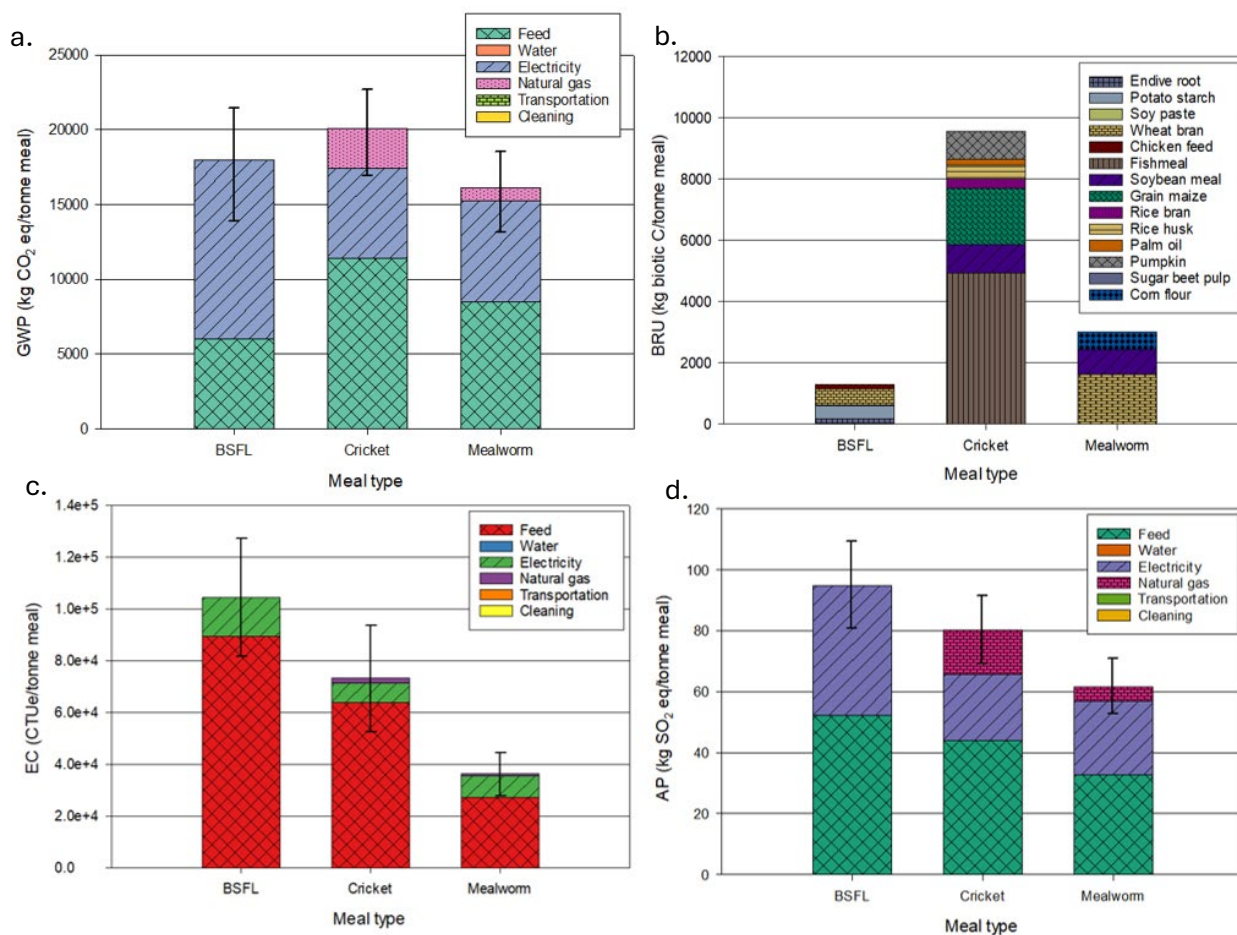 a.
25000
20000
15000
10000
5000
0
GWP (kg CO2 eq/tonne meal)
BSFL
Cricket
Mealworm
Meal type
Feed
Water
Electricity
Natural gas
Transportation
Cleaning
b.
12000
10000
8000
6000
4000
2000
0
BRU (kg biotic C/tonne meal)
BSFL
Cricket
Mealworm
Meal type
Endive root
Potato starch
Soy paste
Wheat bran
Chicken feed
Fishmeal
Soybean meal
Grain maize
Rice bran
Rice husk
Palm oil
Pumpkin
Sugar beet pulp
Corn flour
c.
1.4e+5
1.2e+5
1.0e+5
8.0e+4
6.0e+4
4.0e+4
2.0e+4
0.0
EC (CTUe/tonne meal)
BSFL
Cricket
Mealworm
Meal type
Feed
Water
Electricity
Natural gas
Transportation
Cleaning
d.
120
100
80
60
40
20
0
AP (kg SO2 eq/tonne meal)
BSFL
Cricket
Mealworm
Meal type
Feed
Water
Electricity
Natural gas
Transportation
Cleaning